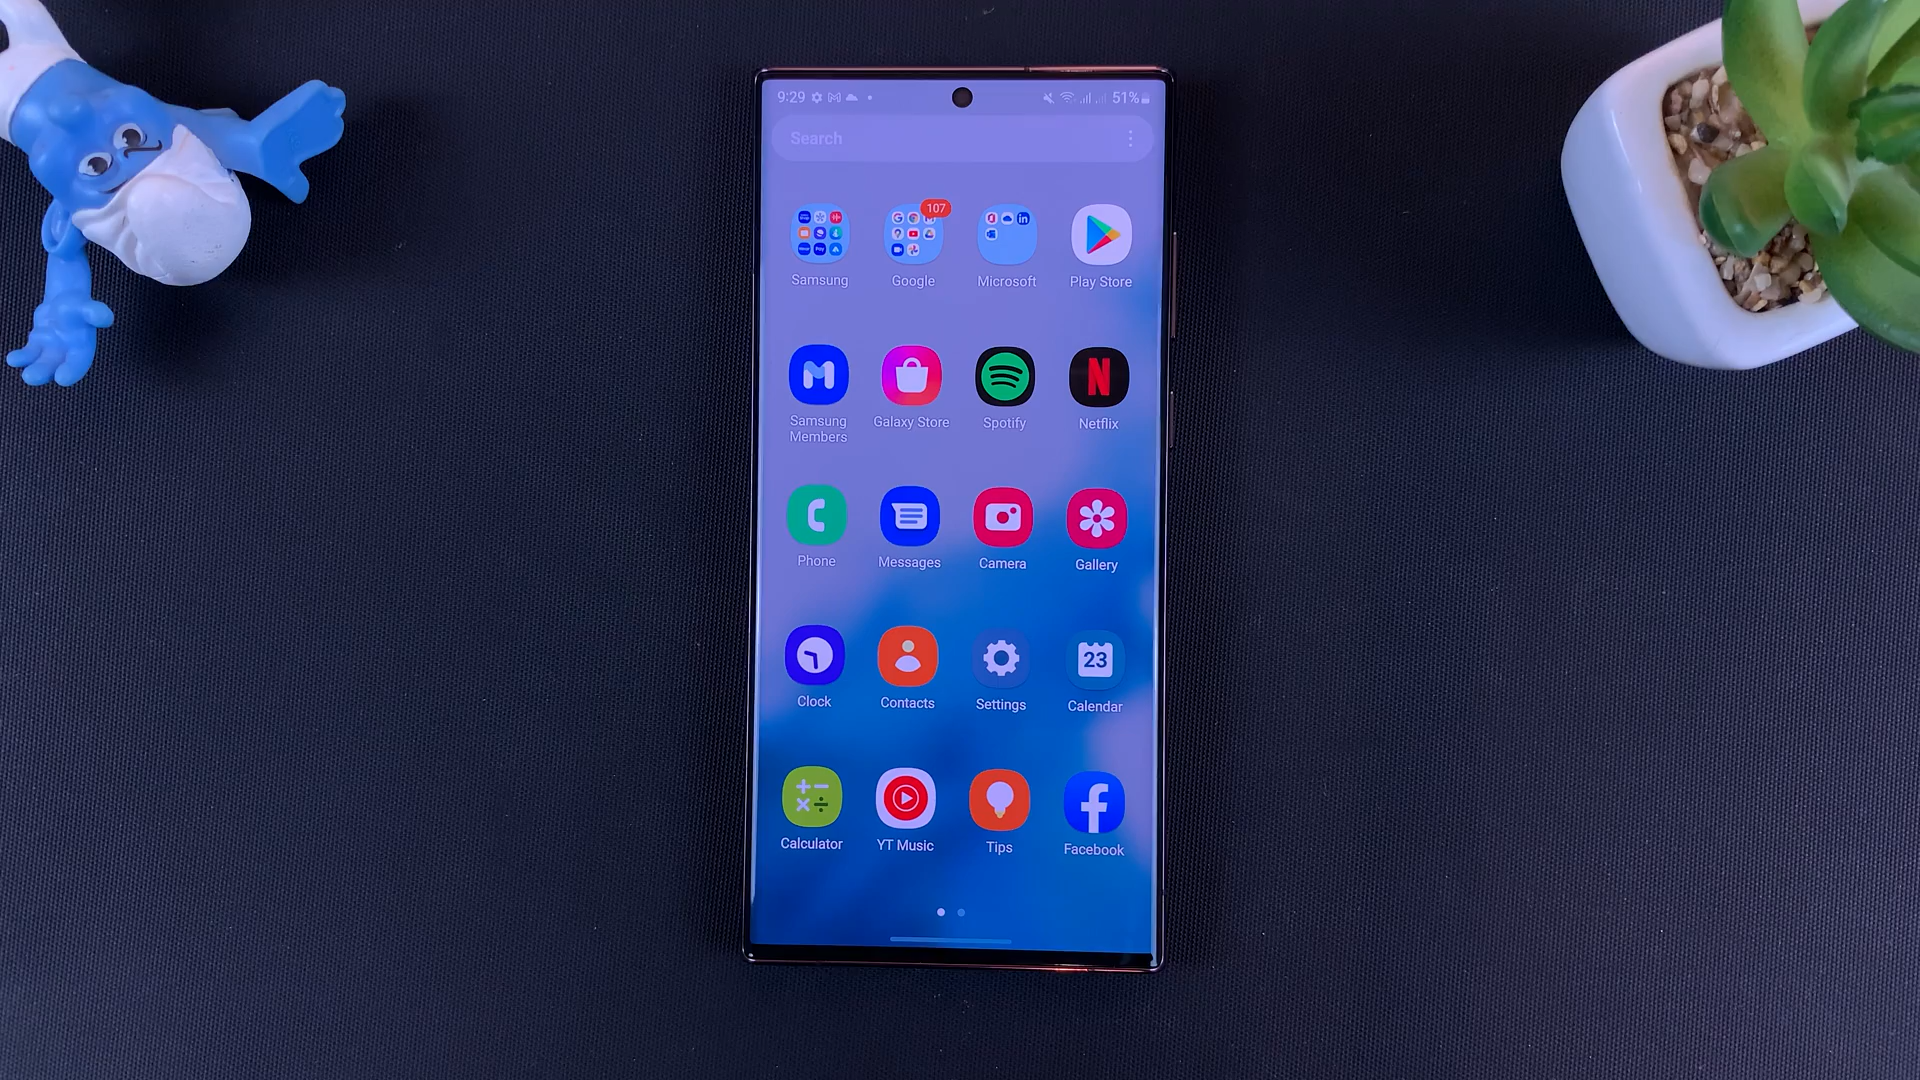 9:29
51%
Search
107
Samsung
Google
Microsoft
Play Store
Samsung
Members
Galaxy Store
Spotify
N
Netflix
Phone
Messages
Camera
Gallery
23
Clock
Contacts
Settings
Calendar
Calculator
YT Music
Tips
Facebook